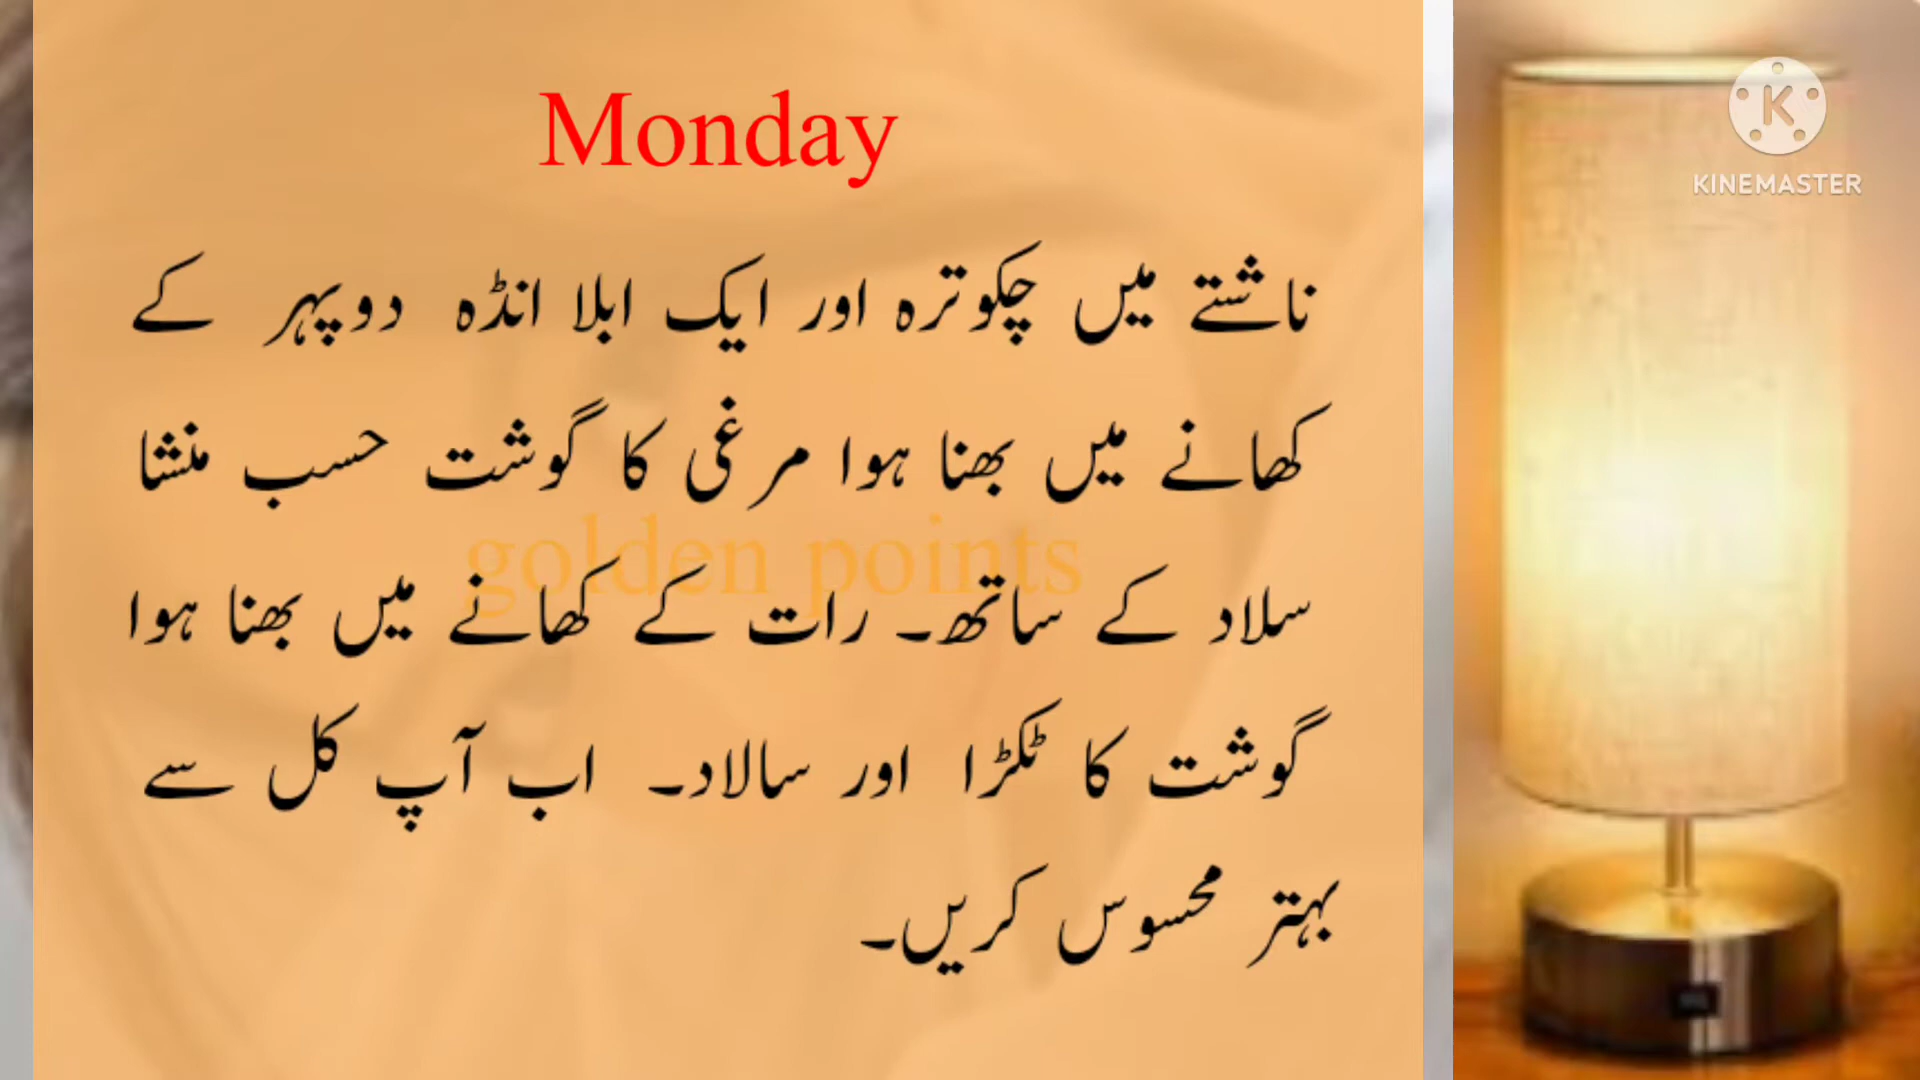 Monday
ناشتے میں چکوترہ اور ایک ابلا انڈہ دوپہر کے
کھانے میں بھنا ہوا مرغی کا گوشت حسب منشا
golden points
سلاد کے ساتھ۔ رات کے کھانے میں بھنا ہوا
گوشت کا ٹکڑا اور سالاد۔ اب آپ کل سے
بہتر محسوس کریں۔
KINEMASTER